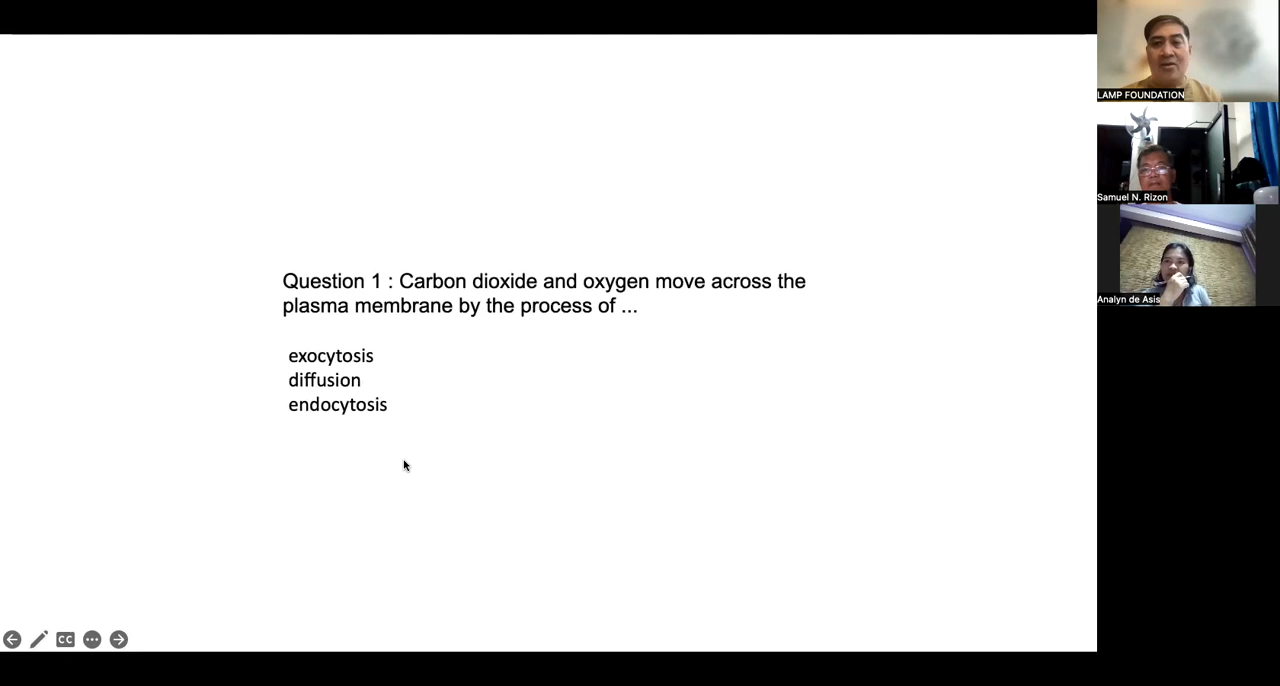 Question 1 : Carbon dioxide and oxygen move across the
plasma membrane by the process of ...
exocytosis
diffusion
endocytosis
LAMP FOUNDATION
Samuel N. Rizon
Analyn de Asis
CC